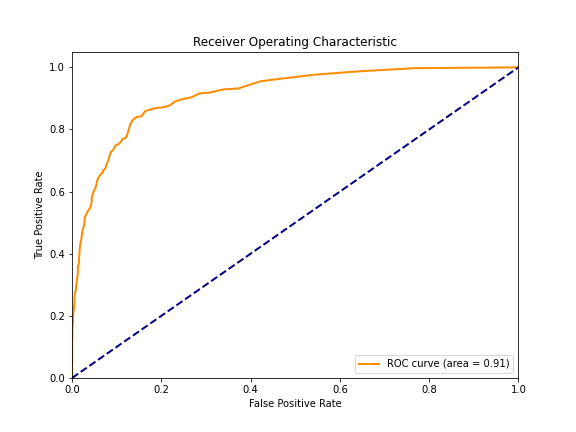 Receiver Operating Characteristic
1.0
0.8
0.6
0.4
0.2
0.0
True Positive Rate
ROC curve (area = 0.91)
0.0 0.2 0.4 0.6 0.8 1.0
False Positive Rate